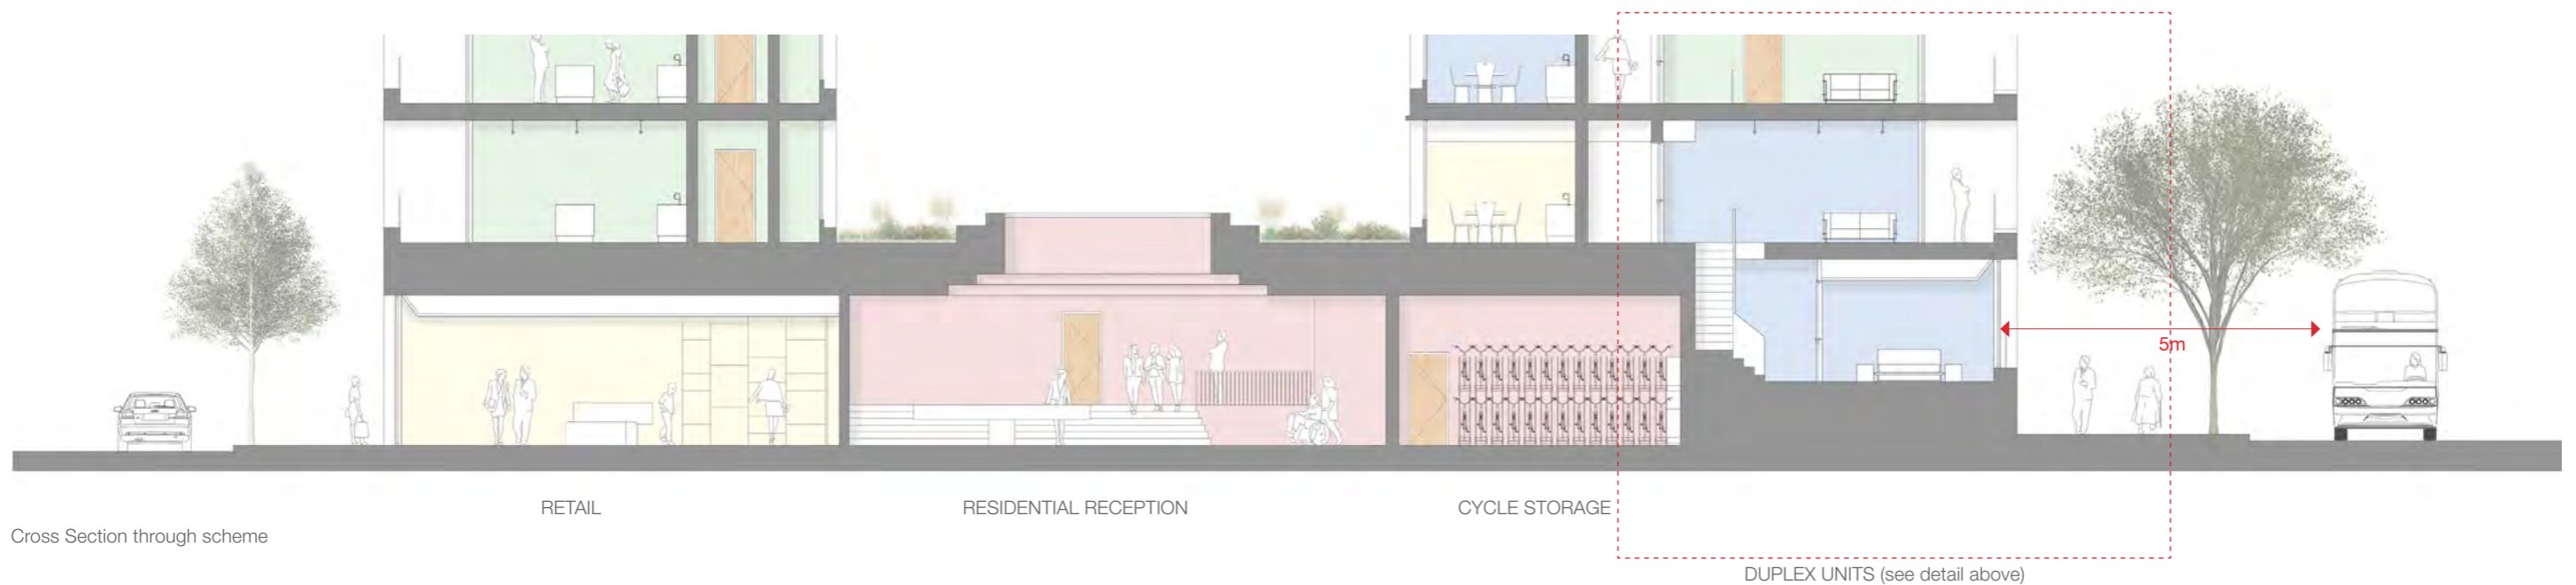 5m
RETAIL
RESIDENTIAL RECEPTION
CYCLE STORAGE
Cross Section through scheme
DUPLEX UNITS (see detail above)